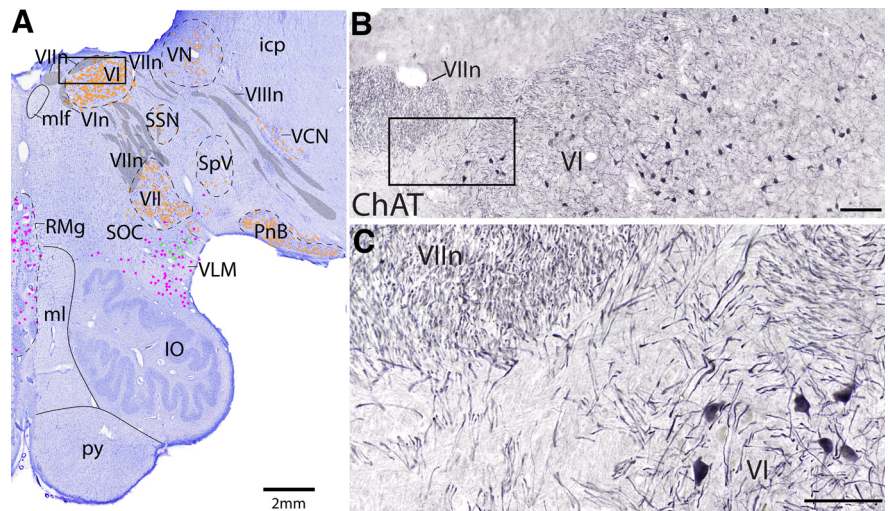 A
VIIn
VI
VIIn
VN
icp
mlf
VIn
SSN
VIIIn
VCN
VIIn
SpV
VII
RMg
SOC
PnB
VLM
ml
IO
py
2mm
B
VIIn
VI
ChAT
C
VIIn
VI